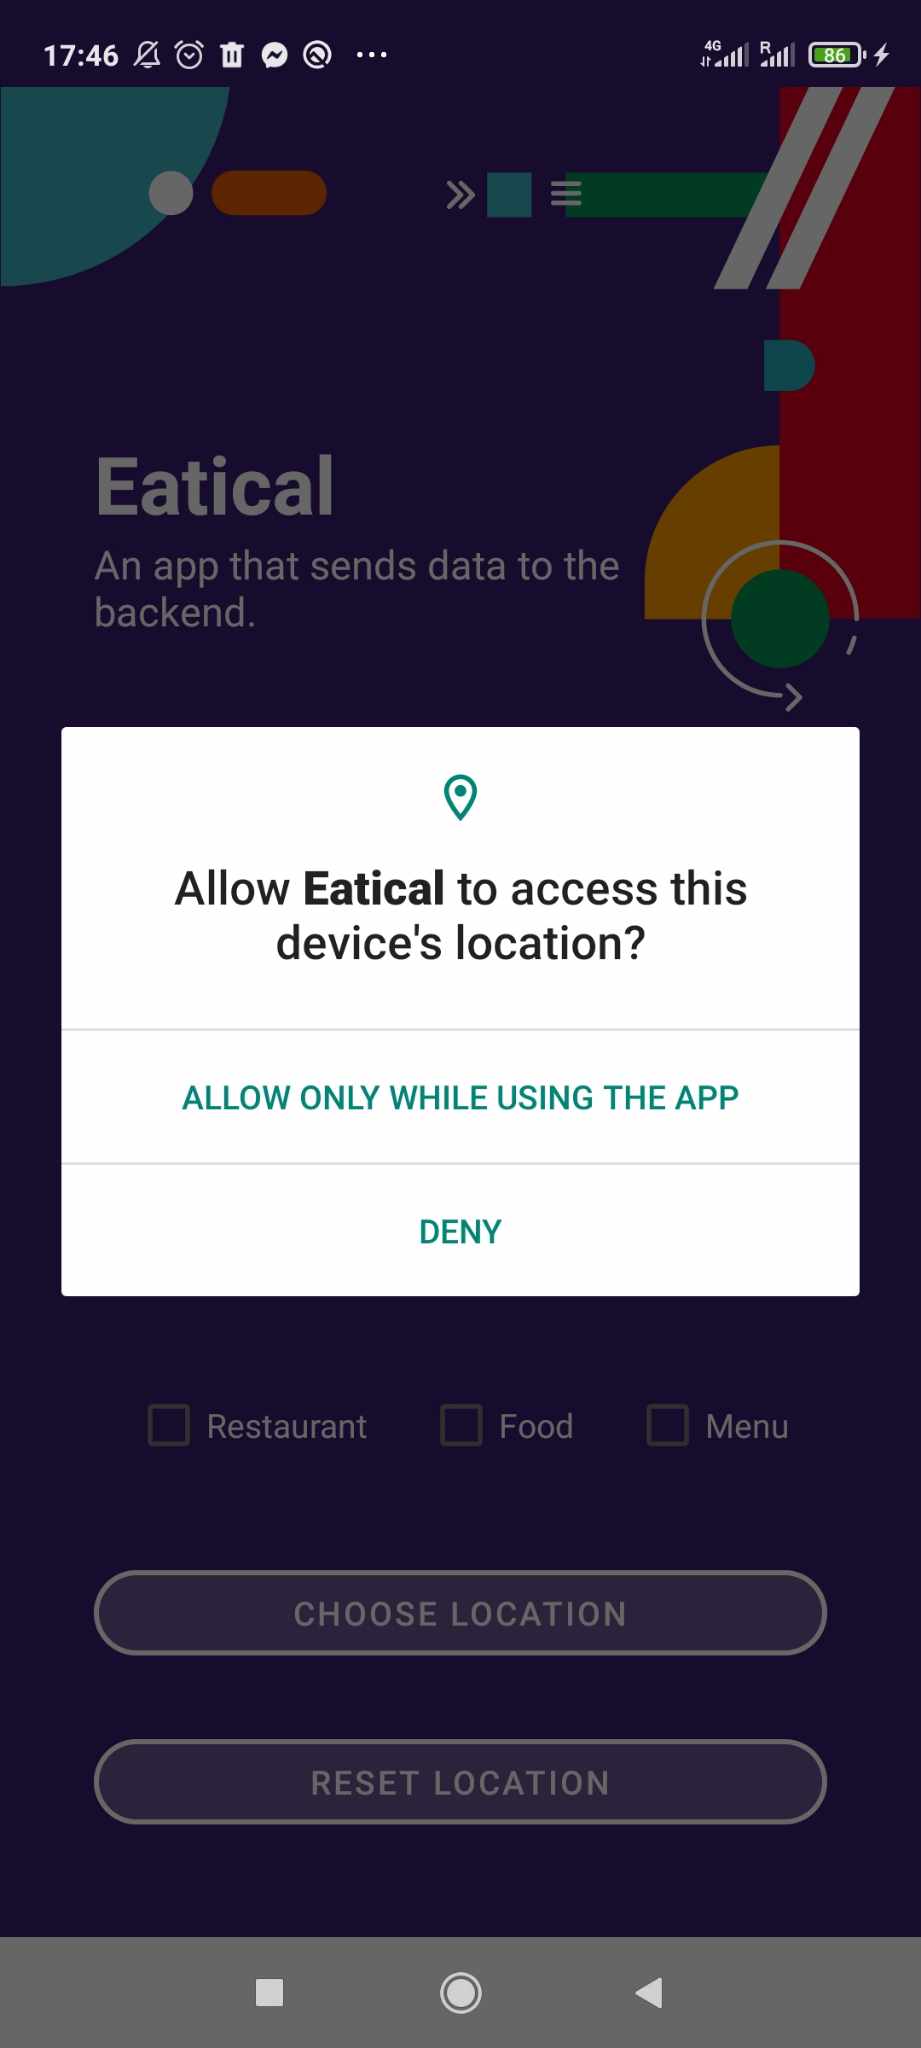 17:46
4G
R
86
Eatical
An app that sends data to the
backend.
Allow Eatical to access this
device's location?
ALLOW ONLY WHILE USING THE APP
DENY
Restaurant Food Menu
CHOOSE LOCATION
RESET LOCATION